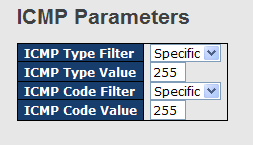 ICMP Parameters
ICMP Type Filter Specific
ICMP Type Value 255
ICMP Code Filter Specific
ICMP Code Value 255